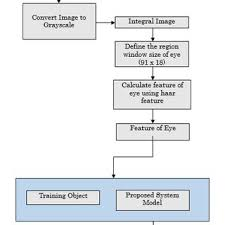 Convert Image to
Grayscale
Integral Image
Define the region
window size of eye
(91 x 18)
Calculate feature of
eye using haar
feature
Feature of Eye
Training Object
Proposed System
Model